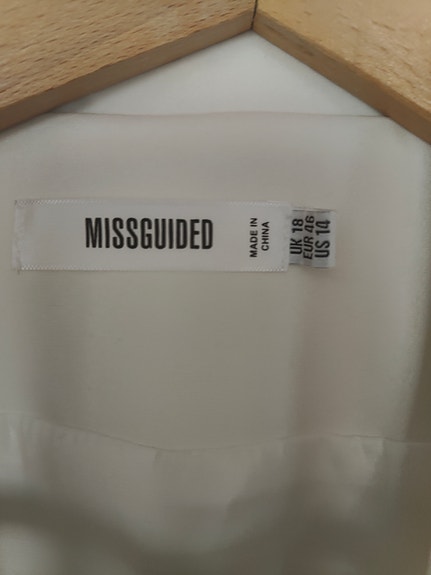 MISSGUIDED
MADE IN
CHINA
UK 18
EUR 46
US 14